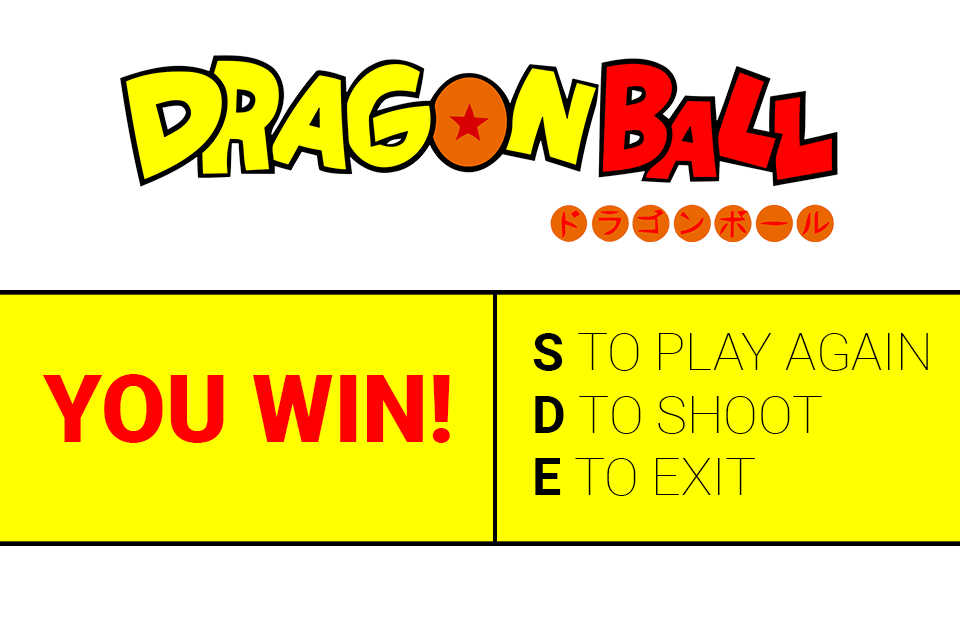 DRAGON BALL
ドラゴンボール
YOU WIN!
S TO PLAY AGAIN
D TO SHOOT
E TO EXIT